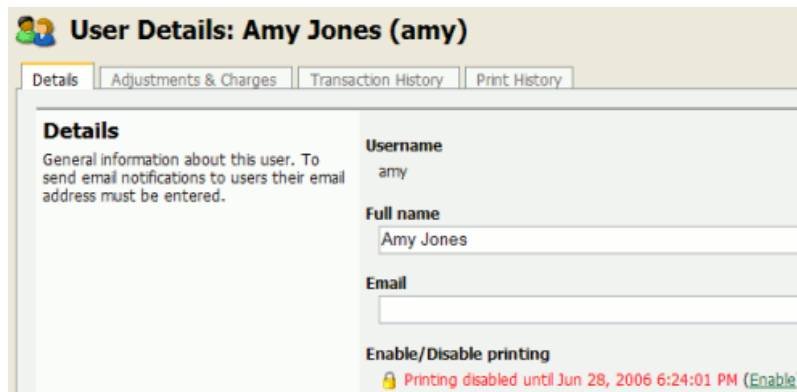 User Details: Amy Jones (amy)
Details
Adjustments & Charges
Transaction History
Print History
Details
General information about this user. To
send email notifications to users their email
address must be entered.
Username
amy
Full name
Amy Jones
Email
Enable/Disable printing
Printing disabled until Jun 28, 2006 6:24:01 PM (Enable